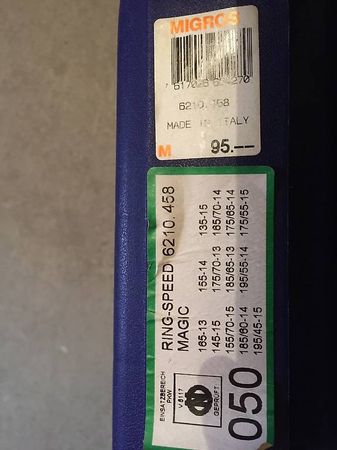 MIGROS
6210.458
MADE IN ITALY
M 95.--
RING-SPEED 6210.458
MAGIC
165-13 155-14 135-15
145-15 175/70-13 165/70-14
155/70-15 185/65-13 175/65-14
185/60-14 195/55-14 175/55-15
195/45-15
EINSATZBEREICH
PKW
V 5117
GEPRÜFT
050